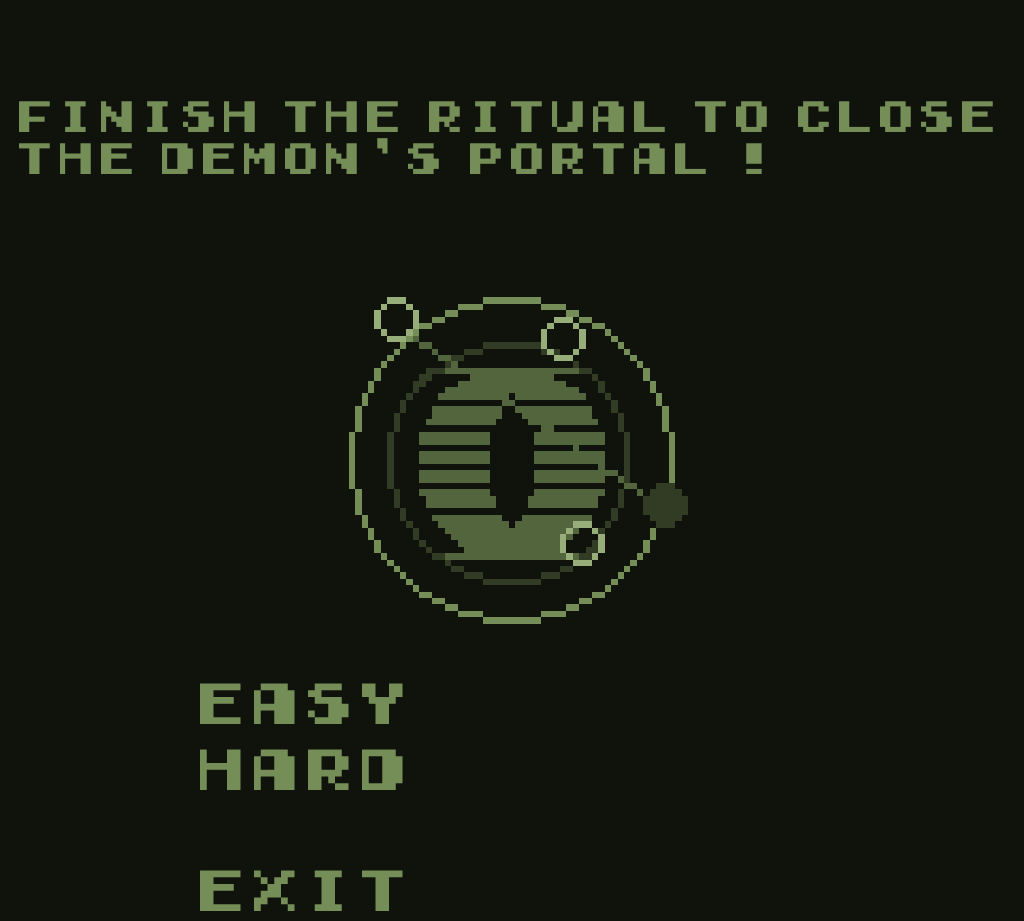 FINISH THE RITUAL TO CLOSE
THE DEMON'S PORTAL !
EASY
HARD
EXIT